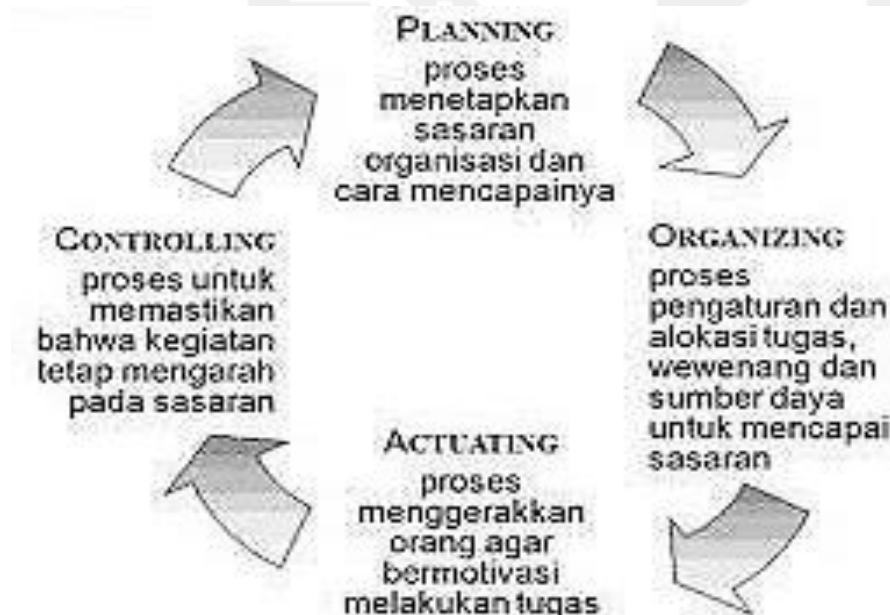 PLANNING
proses
menetapkan
sasaran
organisasi dan
cara mencapainya
ORGANIZING
proses
pengaturan dan
alokasi tugas,
wewenang dan
sumber daya
untuk mencapai
sasaran
ACTUATING
proses
menggerakkan
orang agar
bermotivasi
melakukan tugas
CONTROLLING
proses untuk
memastikan
bahwa kegiatan
tetap mengarah
pada sasaran